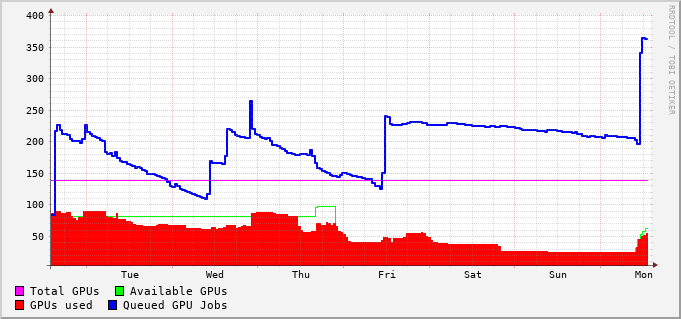 400
350
300
250
200
150
100
50
Tue Wed Thu Fri Sat Sun Mon
Total GPUs Available GPUs
GPUs used Queued GPU Jobs
RRDTOOL / TOBI OETIKER